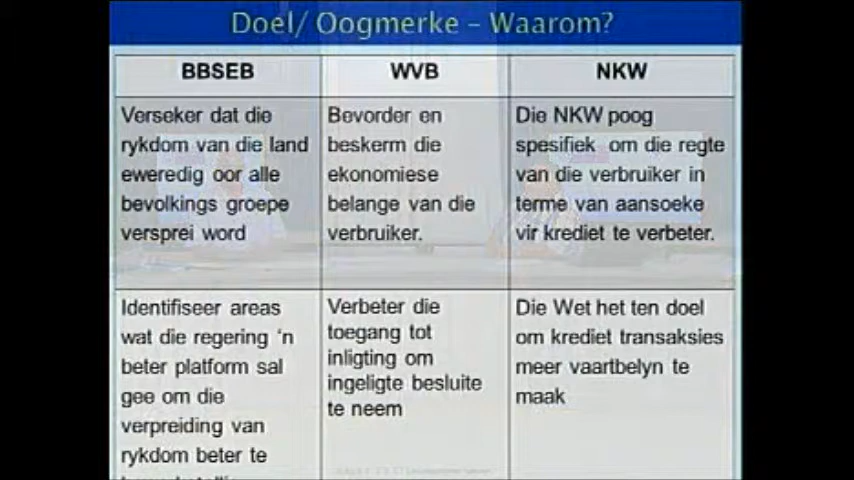 Doel/ Oogmerke – Waarom?
BBSEB
WVB
NKW
Verseker dat die
rykdom van die land
eweredig oor alle
bevolkings groepe
versprei word
Bevorder en
beskerm die
ekonomiese
belange van die
verbruiker.
Die NKW poog
spesifiek om die regte
van die verbruiker in
terme van aansoeke
vir krediet te verbeter.
Identifiseer areas
wat die regering ‘n
beter platform sal
gee om die
verpreiding van
rykdom beter te
Verbeter die
toegang tot
inligting om
ingeligte besluite
te neem
Die Wet het ten doel
om krediet transaksies
meer vaartbelyn te
maak